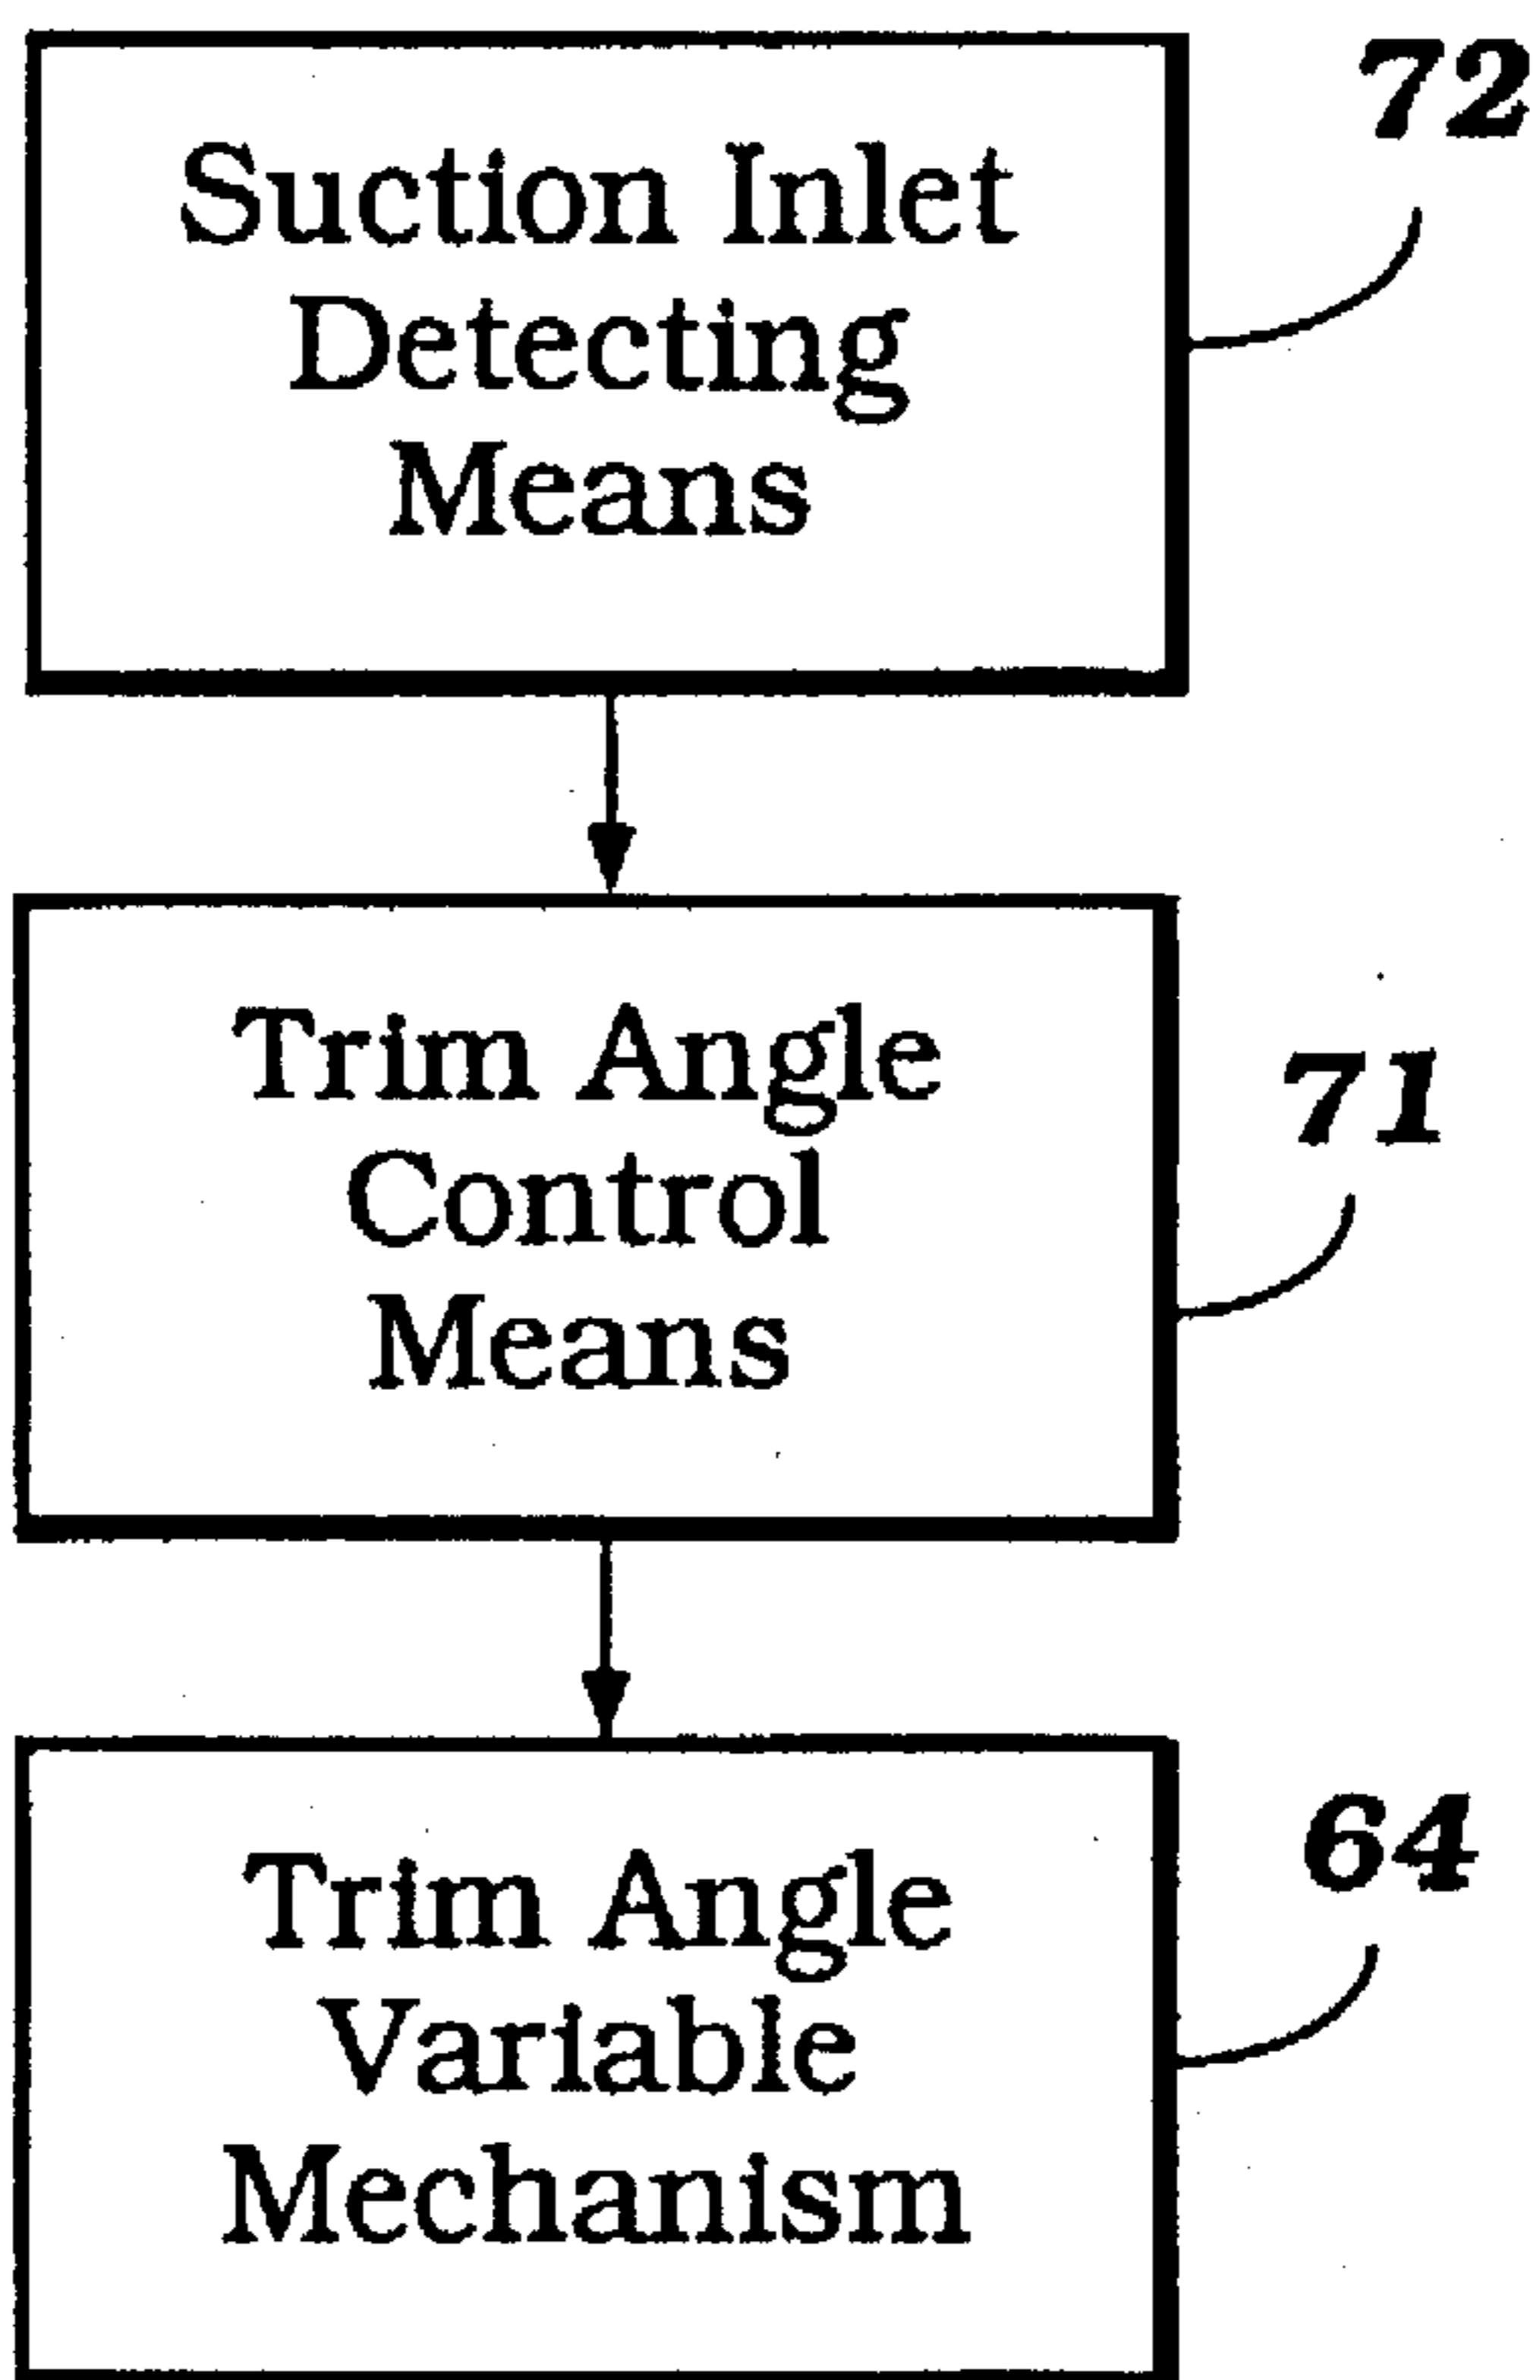 72
Suction Inlet
Detecting
Means
Trim Angle
71
Control
Means
64
Trim Angle
Variable
Mechanism